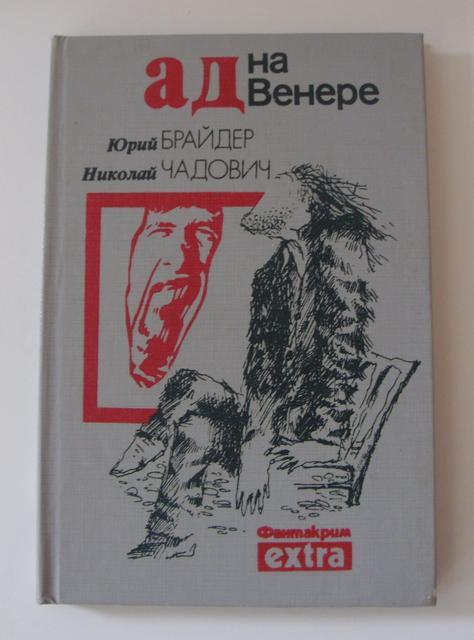 ад на
Венере
Юрий БРАЙДЕР
Николай ЧАДОВИЧ
Фантакрим
extra